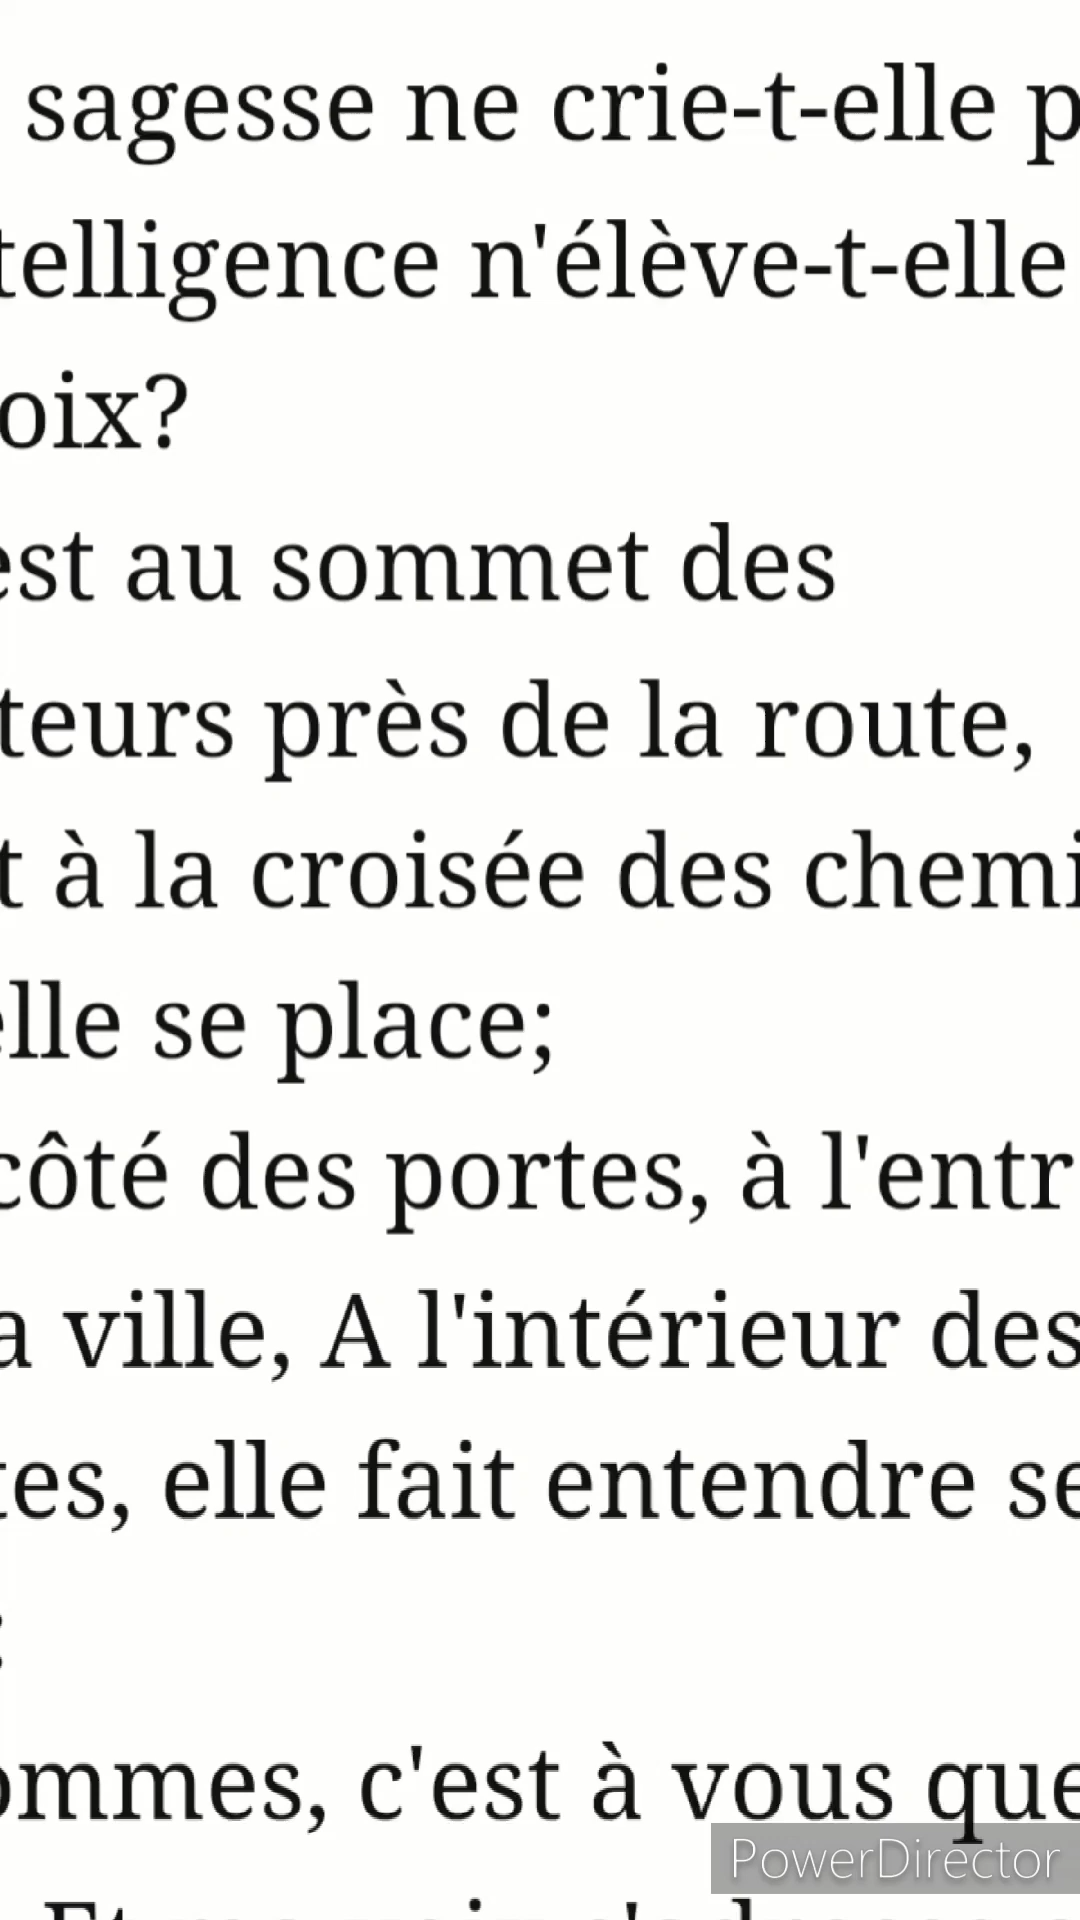 sagesse ne crie-t-elle p
telligence n'élève-t-elle
oix?
est au sommet des
teurs près de la route,
t à la croisée des chemi
elle se place;
côté des portes, à l'entr
a ville, A l'intérieur des
tes, elle fait entendre se
:
ommes, c'est à vous que
PowerDirector